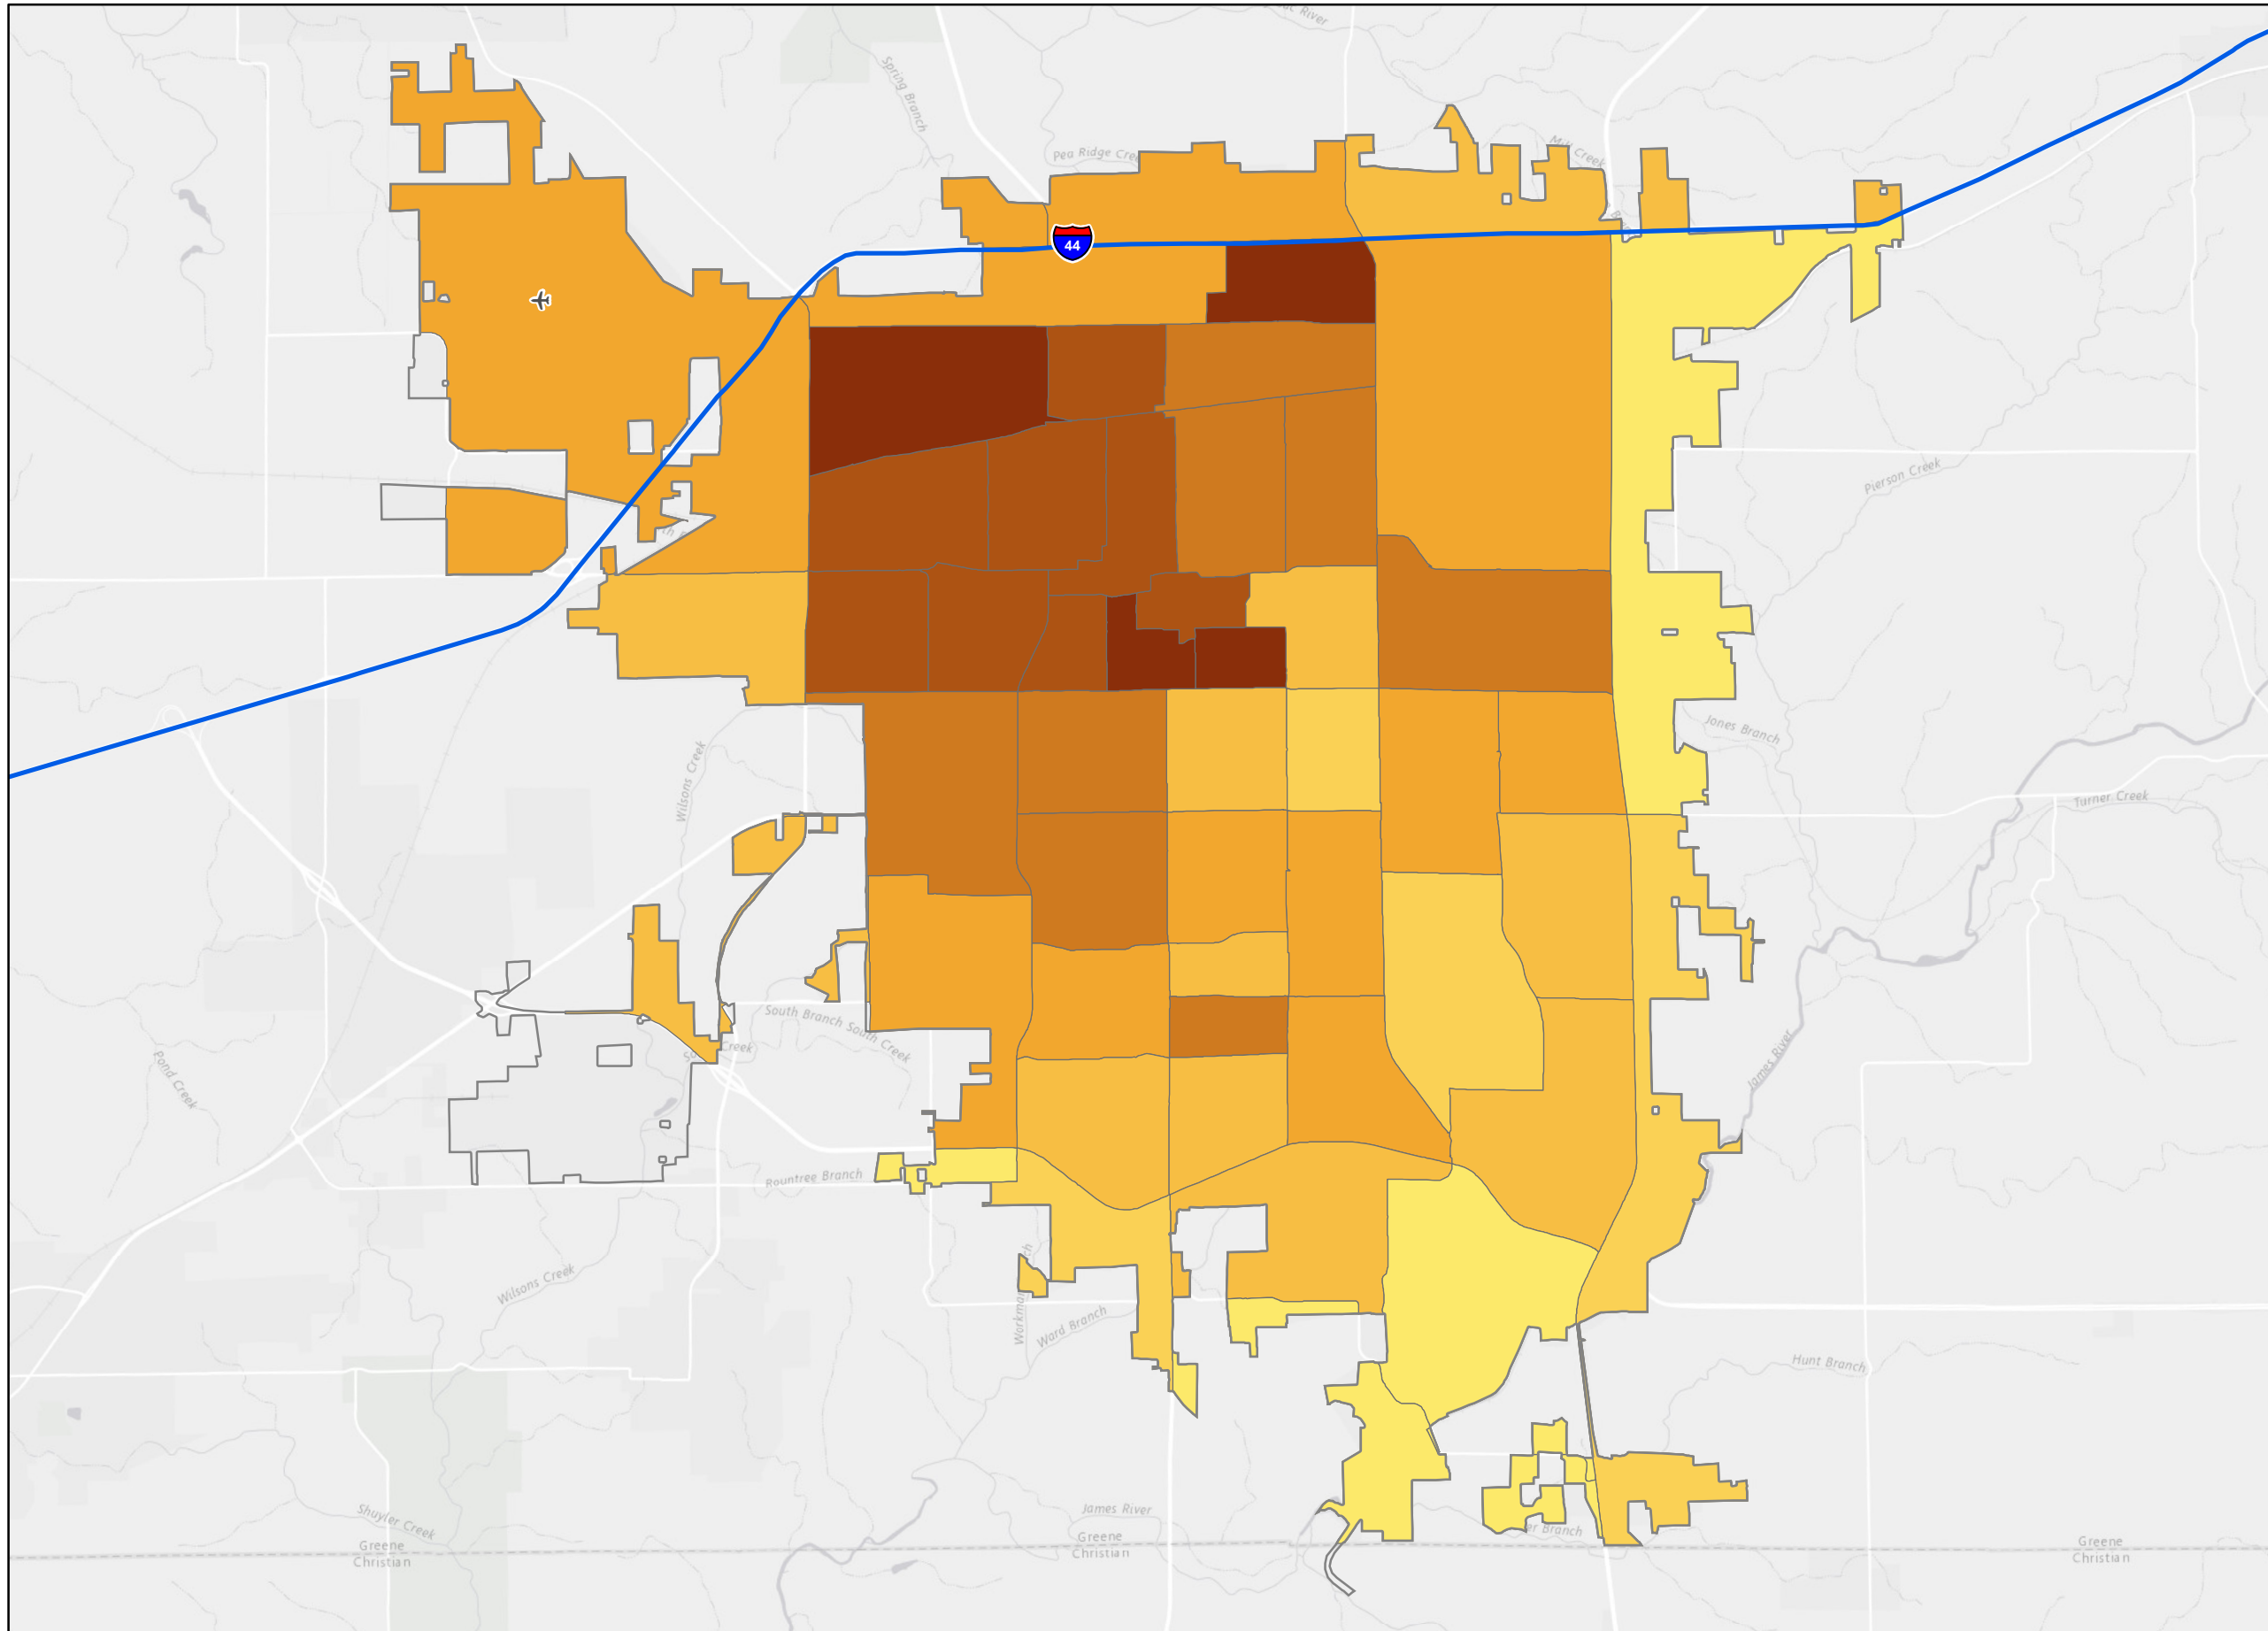 River
Spring Branch
Pea Ridge Cree
Mill Creek
44
Pierson Creek
Jones Branch
Wilsons Creek
Turner Creek
South Branch South Creek
Creek
Pond Creek
James River
Rountree Branch
Wilsons Creek
Workman
Ward Branch
Hunt Branch
Shuyler Creek
James River
Branch
Greene
Christian
Greene
Christian
Greene
Christian